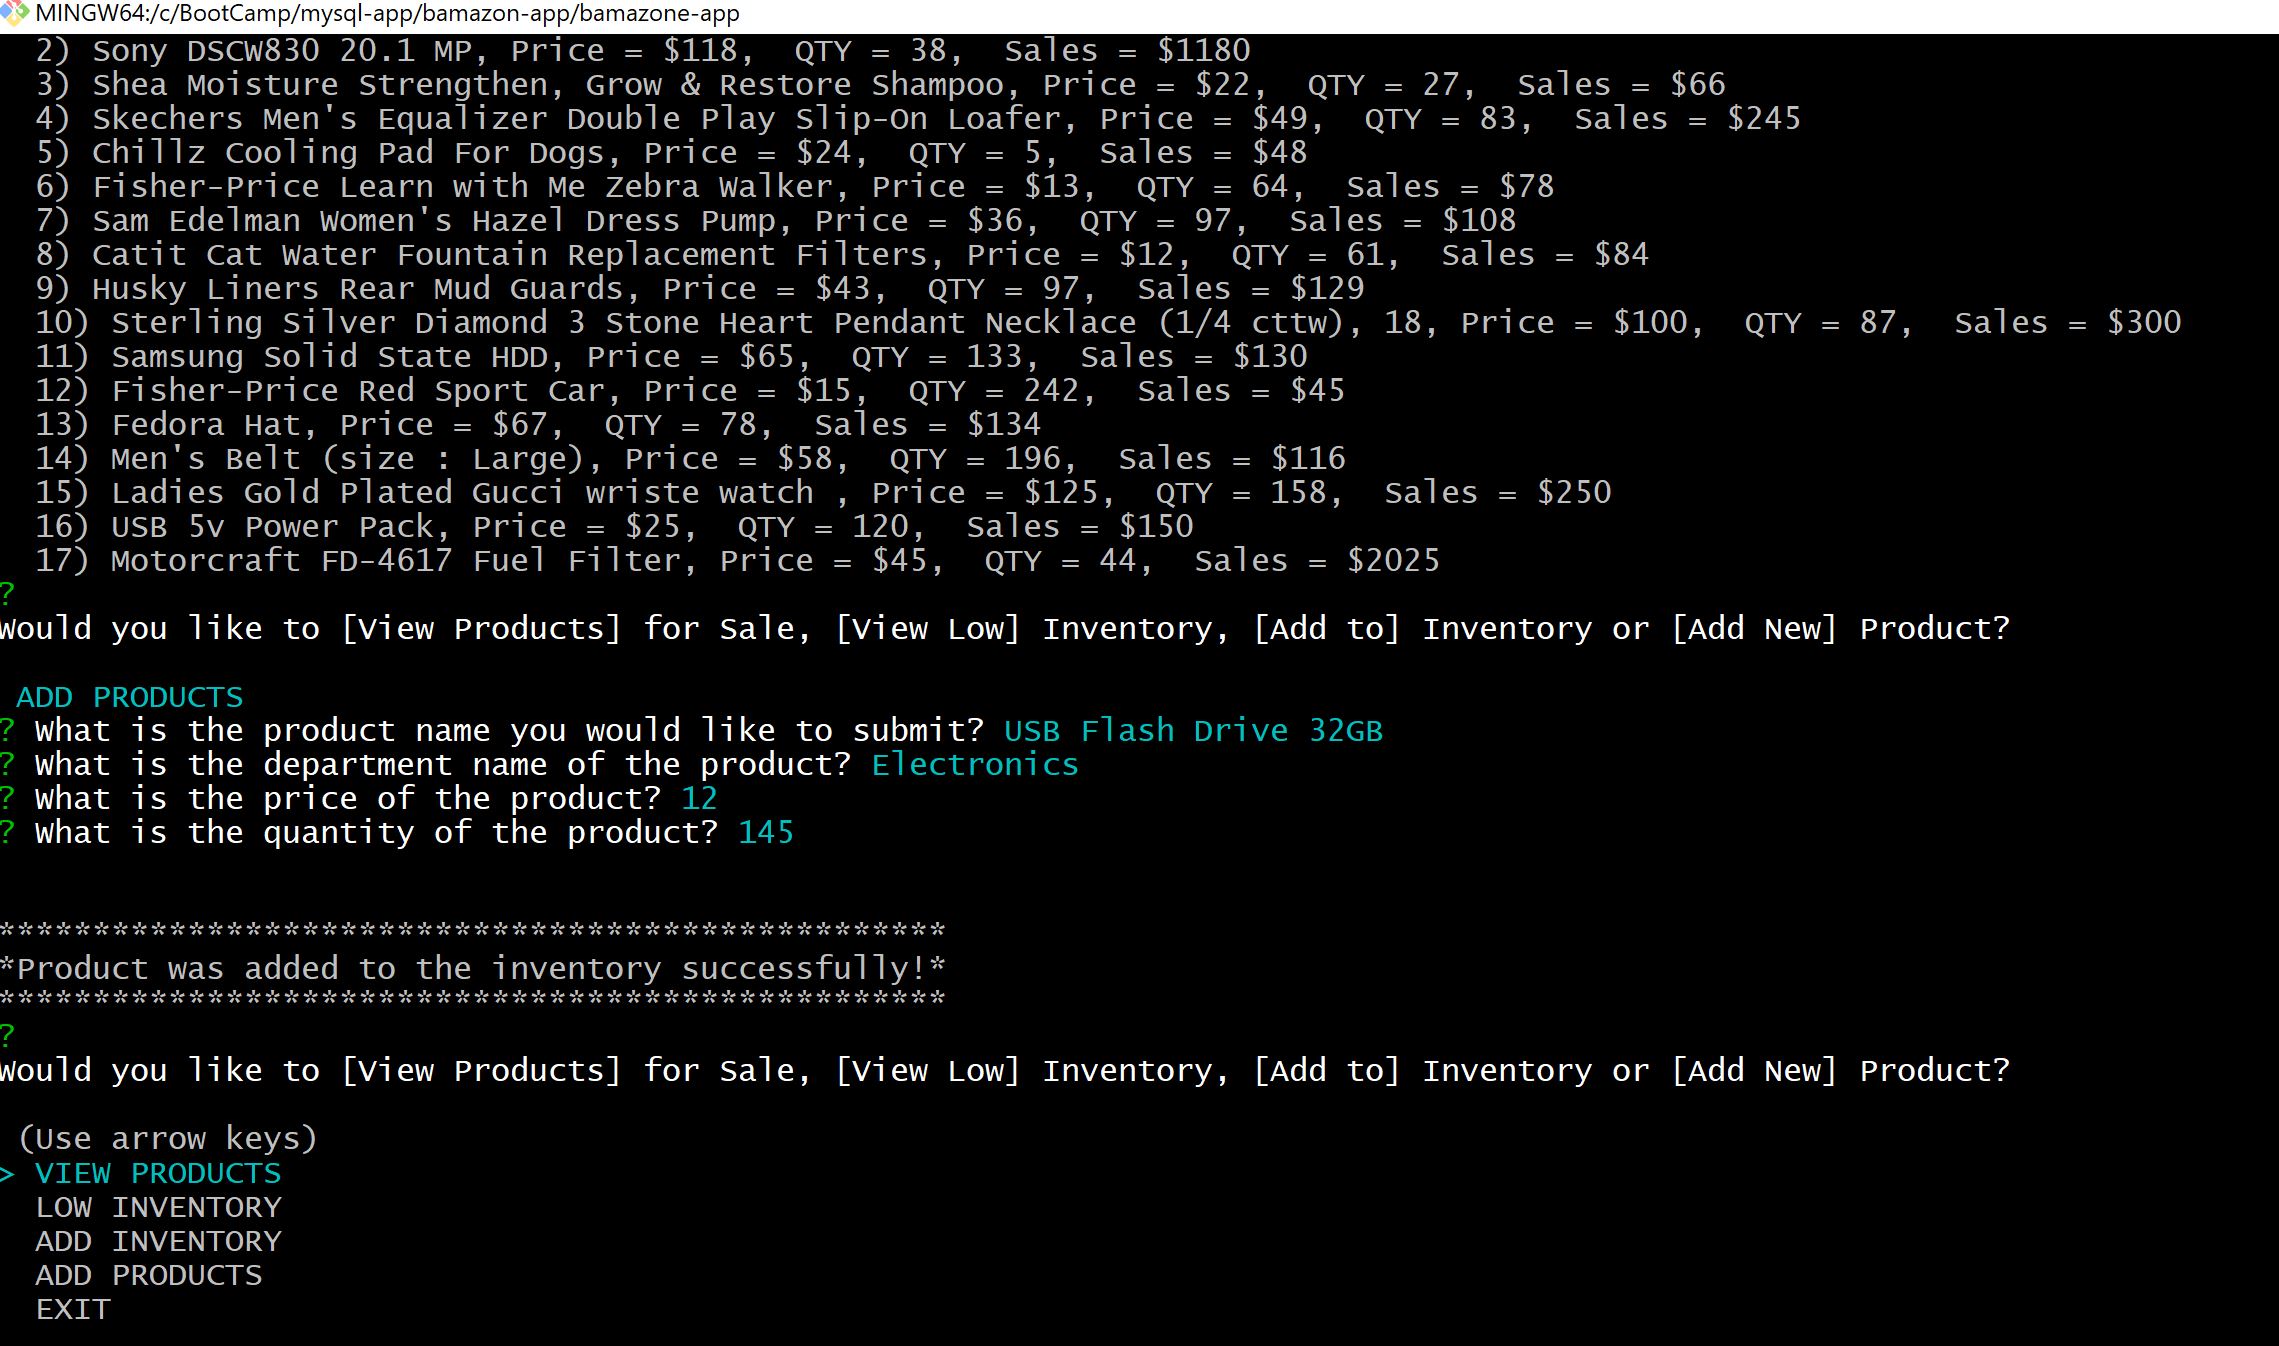 MINGW64:/c/BootCamp/mysql-app/bamazon-app/bamazone-app
2) Sony DSCW830 20.1 MP, Price = $118,  QTY = 38,  Sales = $1180
3) Shea Moisture Strengthen, Grow & Restore Shampoo, Price = $22,  QTY = 27,  Sales = $66
4) Skechers Men's Equalizer Double Play Slip-On Loafer, Price = $49,  QTY = 83,  Sales = $245
5) Chillz Cooling Pad For Dogs, Price = $24,  QTY = 5,  Sales = $48
6) Fisher-Price Learn with Me Zebra Walker, Price = $13,  QTY = 64,  Sales = $78
7) Sam Edelman Women's Hazel Dress Pump, Price = $36,  QTY = 97,  Sales = $108
8) Catit Cat Water Fountain Replacement Filters, Price = $12,  QTY = 61,  Sales = $84
9) Husky Liners Rear Mud Guards, Price = $43,  QTY = 97,  Sales = $129
10) Sterling Silver Diamond 3 Stone Heart Pendant Necklace (1/4 cttw), 18, Price = $100,  QTY = 87,  Sales = $300
11) Samsung Solid State HDD, Price = $65,  QTY = 133,  Sales = $130
12) Fisher-Price Red Sport Car, Price = $15,  QTY = 242,  Sales = $45
13) Fedora Hat, Price = $67,  QTY = 78,  Sales = $134
14) Men's Belt (size : Large), Price = $58,  QTY = 196,  Sales = $116
15) Ladies Gold Plated Gucci wriste watch , Price = $125,  QTY = 158,  Sales = $250
16) USB 5v Power Pack, Price = $25,  QTY = 120,  Sales = $150
17) Motorcraft FD-4617 Fuel Filter, Price = $45,  QTY = 44,  Sales = $2025
?
Would you like to [View Products] for Sale, [View Low] Inventory, [Add to] Inventory or [Add New] Product?
ADD PRODUCTS
? What is the product name you would like to submit? USB Flash Drive 32GB
? What is the department name of the product? Electronics
? What is the price of the product? 12
? What is the quantity of the product? 145
**************************************************
*Product was added to the inventory successfully!*
**************************************************
?
Would you like to [View Products] for Sale, [View Low] Inventory, [Add to] Inventory or [Add New] Product?
(Use arrow keys)
> VIEW PRODUCTS
LOW INVENTORY
ADD INVENTORY
ADD PRODUCTS
EXIT